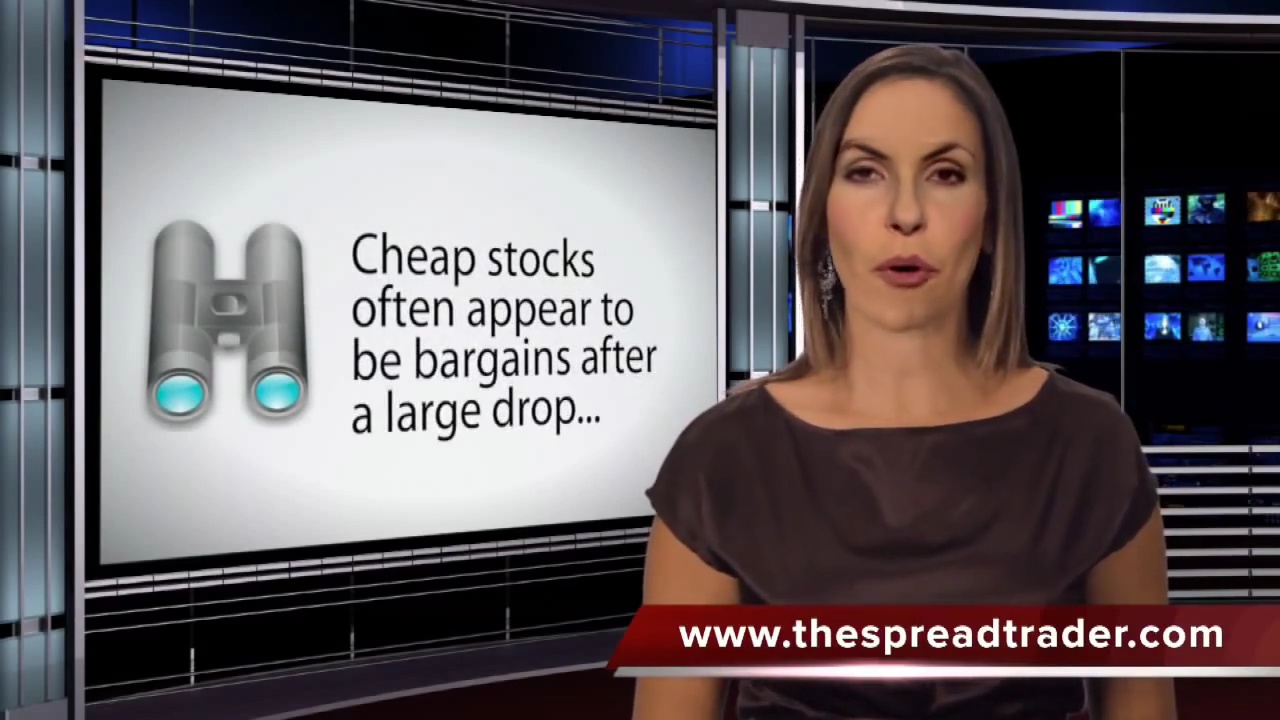 Cheap stocks
often appear to
be bargains after
a large drop...
www.thespreadtrader.com